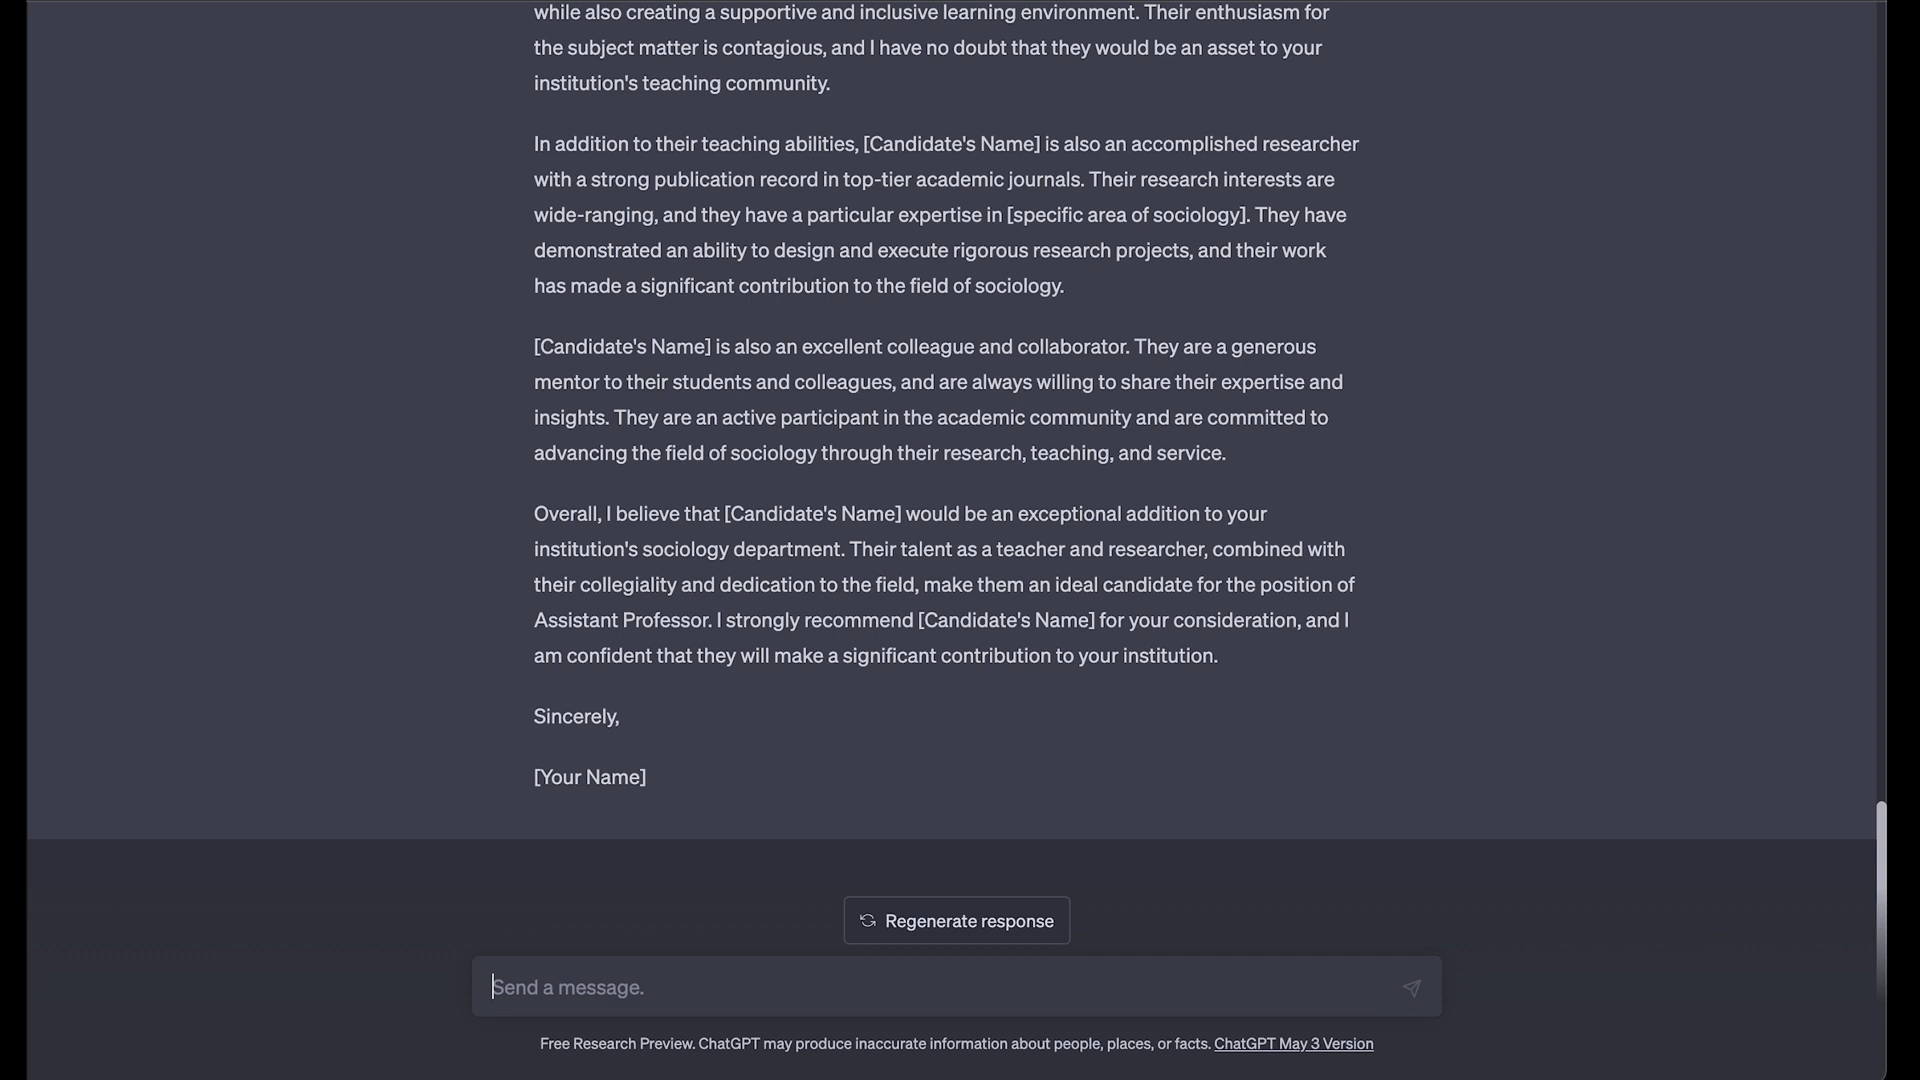 while also creating a supportive and inclusive learning environment. Their enthusiasm for
the subject matter is contagious, and I have no doubt that they would be an asset to your
institution's teaching community.
In addition to their teaching abilities, [Candidate's Name] is also an accomplished researcher
with a strong publication record in top-tier academic journals. Their research interests are
wide-ranging, and they have a particular expertise in [specific area of sociology]. They have
demonstrated an ability to design and execute rigorous research projects, and their work
has made a significant contribution to the field of sociology.
[Candidate's Name] is also an excellent colleague and collaborator. They are a generous
mentor to their students and colleagues, and are always willing to share their expertise and
insights. They are an active participant in the academic community and are committed to
advancing the field of sociology through their research, teaching, and service.
Overall, I believe that [Candidate's Name] would be an exceptional addition to your
institution's sociology department. Their talent as a teacher and researcher, combined with
their collegiality and dedication to the field, make them an ideal candidate for the position of
Assistant Professor. I strongly recommend [Candidate's Name] for your consideration, and I
am confident that they will make a significant contribution to your institution.
Sincerely,
[Your Name]
Regenerate response
Send a message.
Free Research Preview. ChatGPT may produce inaccurate information about people, places, or facts. ChatGPT May 3 Version